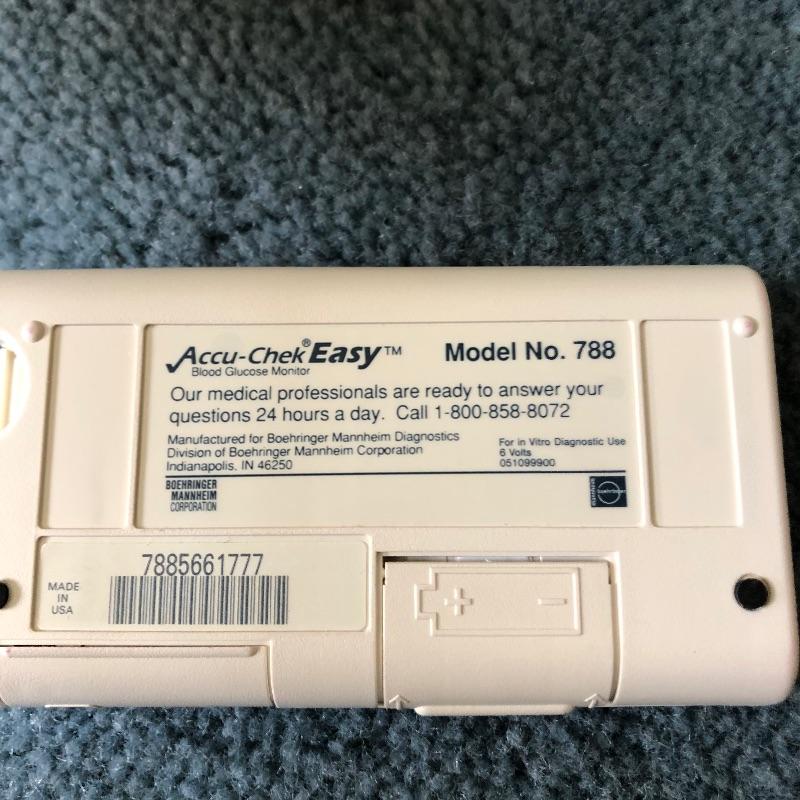 Accu-Chek® Easy™ Model No. 788
Blood Glucose Monitor
Our medical professionals are ready to answer your
questions 24 hours a day. Call 1-800-858-8072
Manufactured for Boehringer Mannheim Diagnostics
Division of Boehringer Mannheim Corporation
Indianapolis, IN 46250
For in Vitro Diagnostic Use
6 Volts
051099900
BOEHRINGER
MANNHEIM
CORPORATION
boehringer
7885661777
MADE
IN
USA
+ -